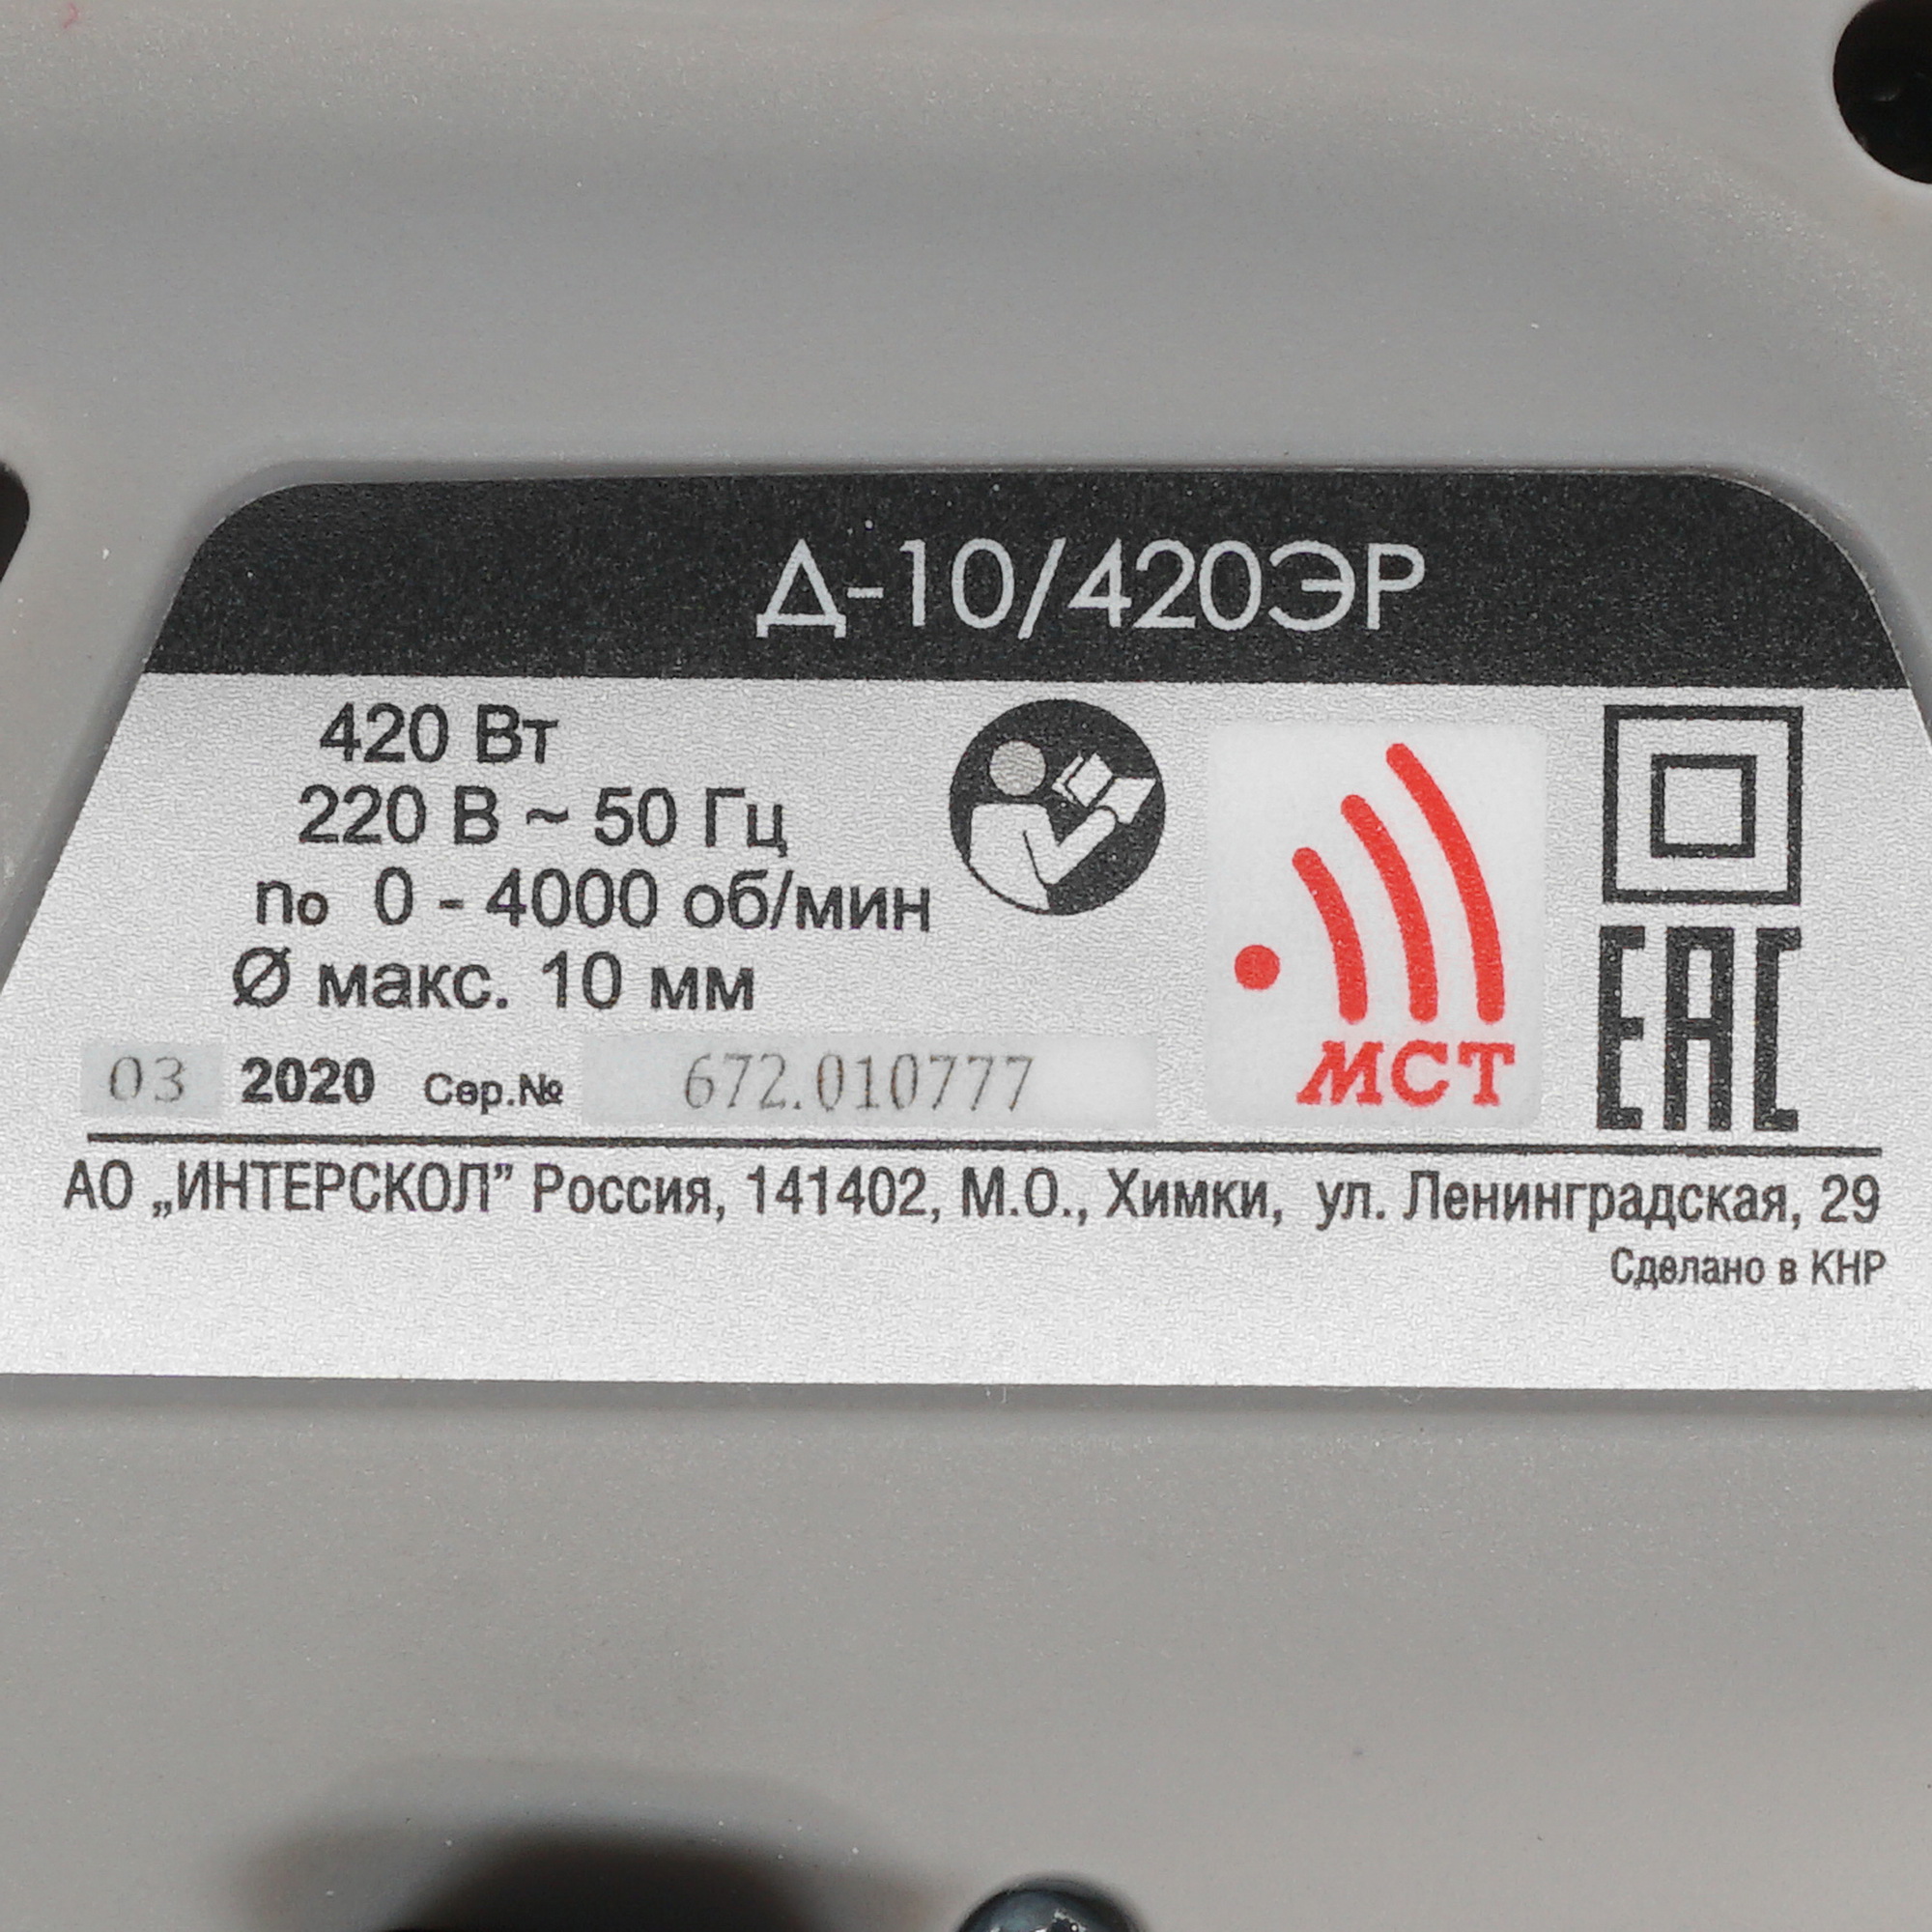 Д-10/420ЭР
420 Вт
220 В ~ 50 Гц
no 0 - 4000 об/мин
Ø макс. 10 мм
МСТ
ЕАС
03 2020 Сер.№ 672.010777
АО „ИНТЕРСКОЛ” Россия, 141402, М.О., Химки, ул. Ленинградская, 29
Сделано в КНР